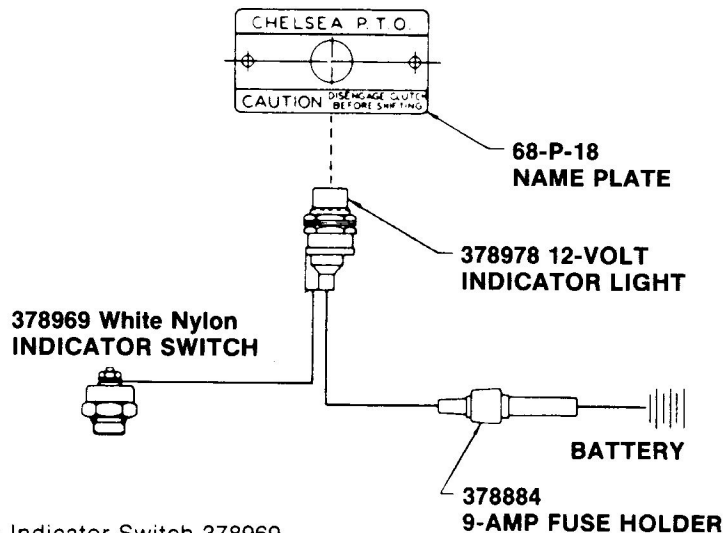 CHELSEA P.T.O.
CAUTION DISENGAGE CLUTCH
BEFORE SHIFTING
68-P-18
NAME PLATE
378978 12-VOLT
INDICATOR LIGHT
378969 White Nylon
INDICATOR SWITCH
BATTERY
378884
9-AMP FUSE HOLDER
Indicator Switch 378969